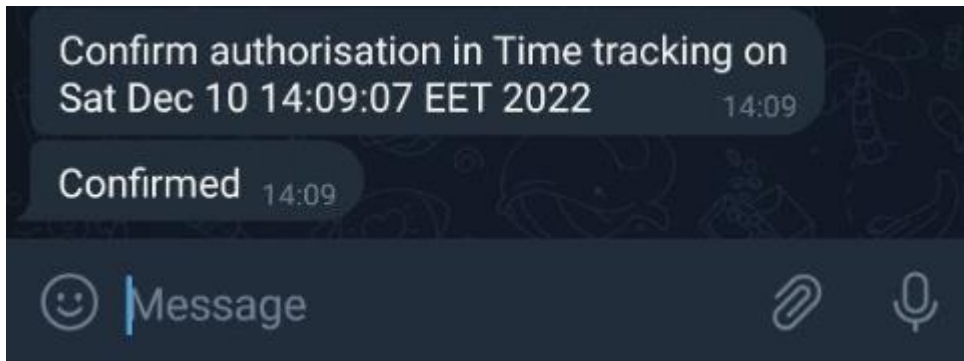 Confirm authorisation in Time tracking on
Sat Dec 10 14:09:07 EET 2022 14:09
Confirmed 14:09
Message